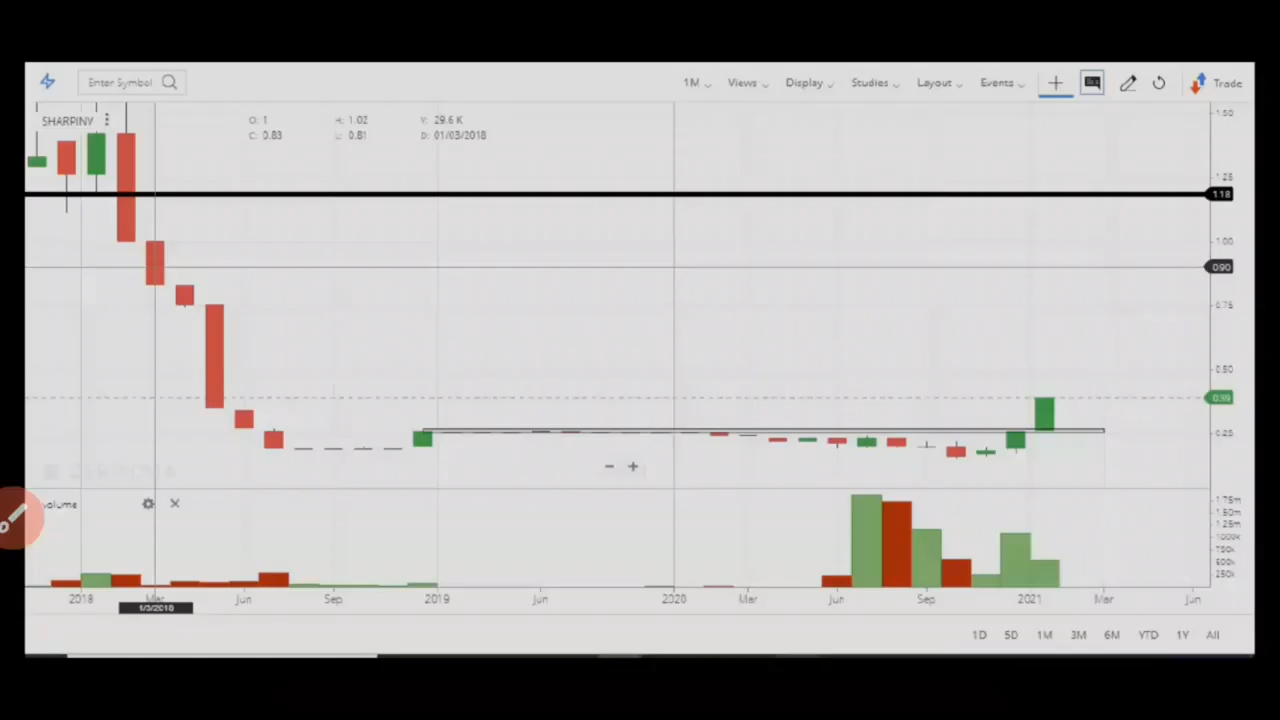 Enter Symbol 1M Views Display Studies Layout Events Trade
SHARPINV O: 1 H: 1.02 V: 29.6 K
C: 0.83 L: 0.81 D: 01/03/2018
1.50
1.25
1.18
1.00
0.90
0.75
0.50
0.39
0.25
volume
1.75m
1.50m
1.25m
1000k
750k
500k
250k
2018 Mar Jun Sep 2019 Jun 2020 Mar Jun Sep 2021 Mar Jun
1/3/2018
1D 5D 1M 3M 6M YTD 1Y All